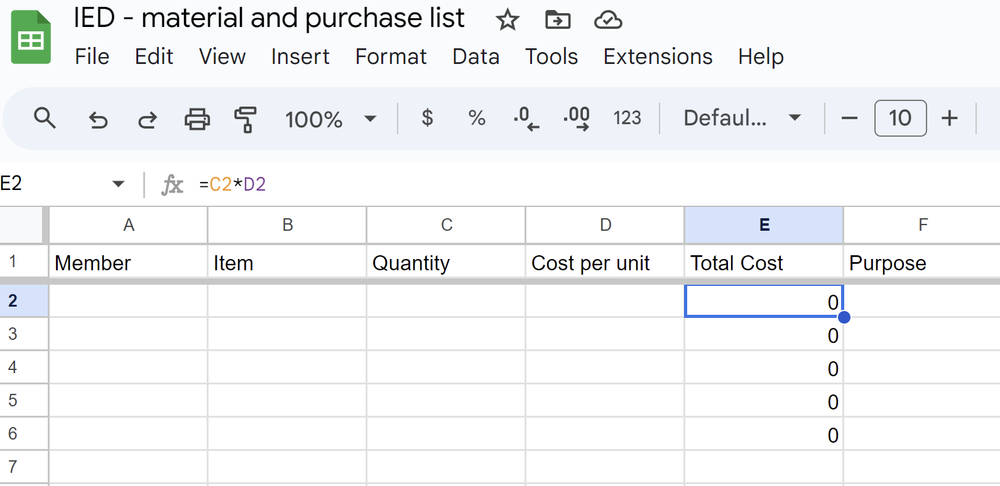 IED - material and purchase list
File Edit View Insert Format Data Tools Extensions Help
100% $ % .0 .00 123 Defaul... 10
E2 fx =C2*D2
A B C D E F
1 Member Item Quantity Cost per unit Total Cost Purpose
2 0
3 0
4 0
5 0
6 0
7